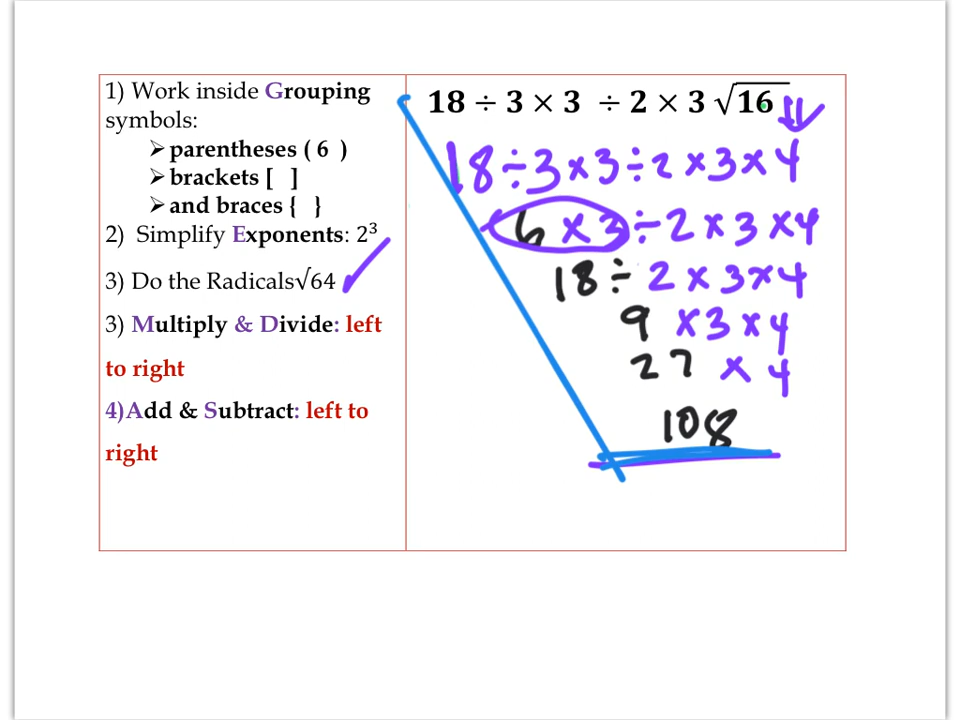 1) Work inside Grouping
symbols:
➢ parentheses ( 6 )
➢ brackets [ ]
➢ and braces { }
2) Simplify Exponents: 2³
3) Do the Radicals√64
3) Multiply & Divide: left
to right
4)Add & Subtract: left to
right
18 ÷ 3 × 3 ÷ 2 × 3 √16
18 ÷ 3 × 3 ÷ 2 × 3 × 4
6 × 3 ÷ 2 × 3 × 4
18 ÷ 2 × 3 × 4
9 × 3 × 4
27 × 4
108